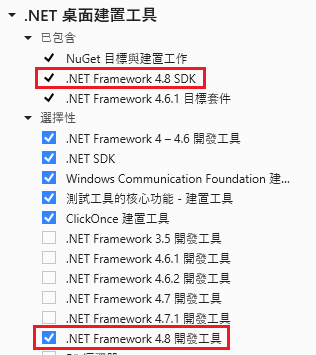 .NET 桌面建置工具
已包含
NuGet 目標與建置工作
.NET Framework 4.8 SDK
.NET Framework 4.6.1 目標套件
選擇性
.NET Framework 4 – 4.6 開發工具
.NET SDK
Windows Communication Foundation 建...
測試工具的核心功能 - 建置工具
ClickOnce 建置工具
.NET Framework 3.5 開發工具
.NET Framework 4.6.1 開發工具
.NET Framework 4.6.2 開發工具
.NET Framework 4.7 開發工具
.NET Framework 4.7.1 開發工具
.NET Framework 4.8 開發工具